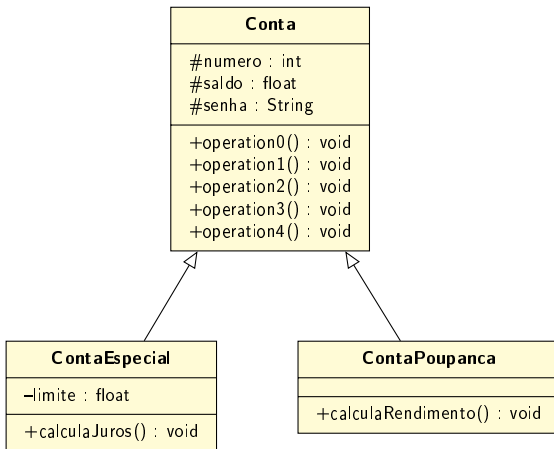 Conta
#numero : int
#saldo : float
#senha : String
+operation0() : void
+operation1() : void
+operation2() : void
+operation3() : void
+operation4() : void
ContaEspecial
–limite : float
+calculaJuros() : void
ContaPoupanca
+calculaRendimento() : void